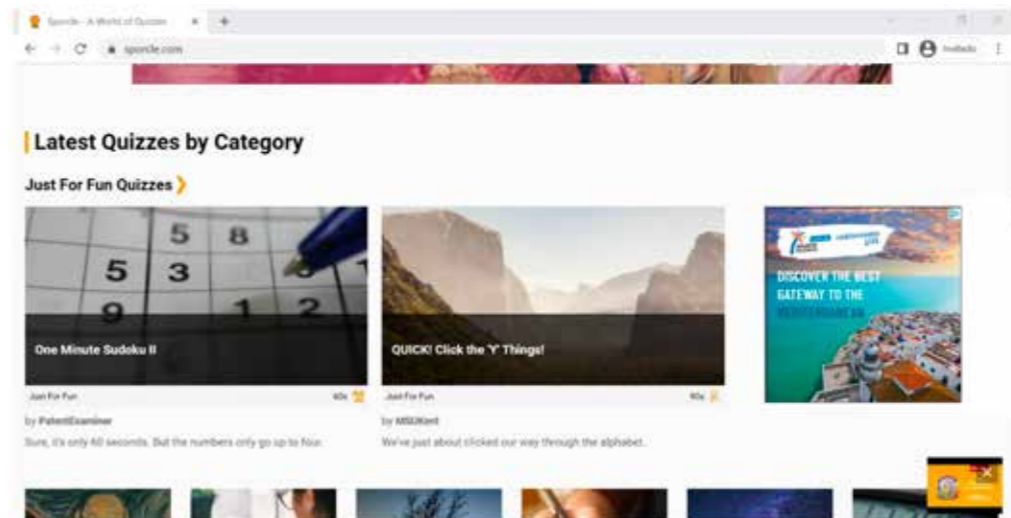 Sporcle - A World of Quizzes
sporcle.com
Invitado
Latest Quizzes by Category
Just For Fun Quizzes
5 8
5 3
9 1 2
One Minute Sudoku II
QUICK! Click the 'Y' Things!
DISCOVER THE BEST
GATEWAY TO THE
MEDITERRANEAN
Just For Fun
60s
Just For Fun
90s
by PatentExaminer
by MSUKent
Sure, it's only 60 seconds. But the numbers only go up to four.
We've just about clicked our way through the alphabet.